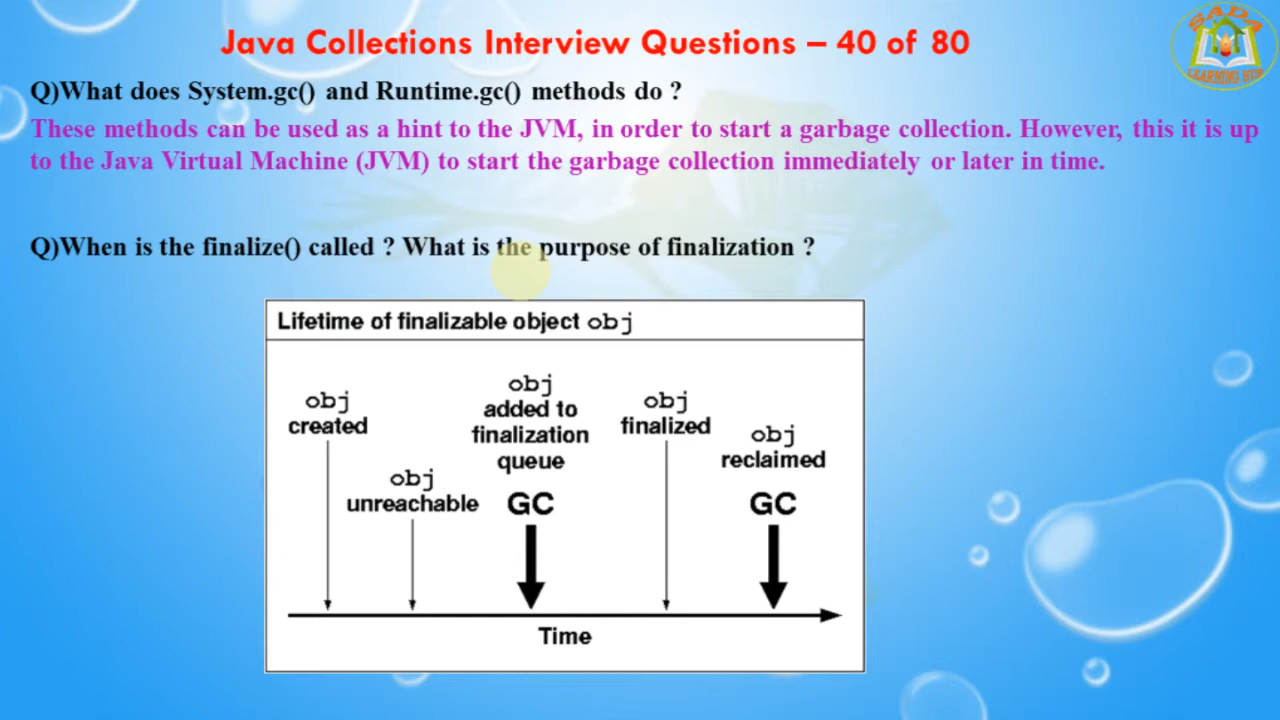 Java Collections Interview Questions – 40 of 80
SADA
LEARNING HUB
Q)What does System.gc() and Runtime.gc() methods do ?
These methods can be used as a hint to the JVM, in order to start a garbage collection. However, this it is up
to the Java Virtual Machine (JVM) to start the garbage collection immediately or later in time.
Q)When is the finalize() called ? What is the purpose of finalization ?
Lifetime of finalizable object obj
obj
created
obj
unreachable
obj
added to
finalization
queue
GC
obj
finalized
obj
reclaimed
GC
Time